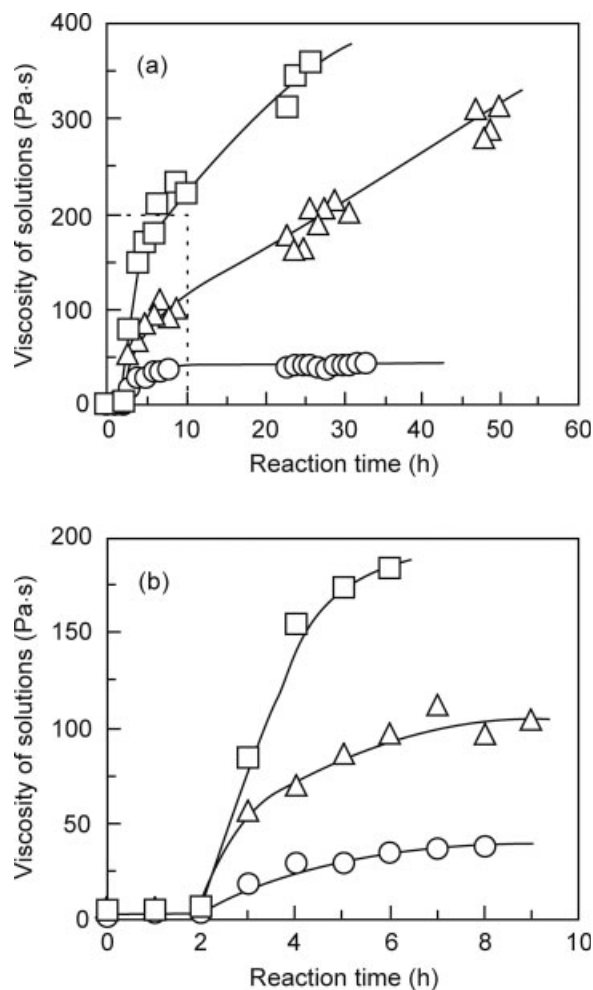 400
(a)
300
200
100
0
Viscosity of solutions (Pa·s)
0 10 20 30 40 50 60
Reaction time (h)
200
(b)
150
100
50
0
Viscosity of solutions (Pa·s)
0 2 4 6 8 10
Reaction time (h)